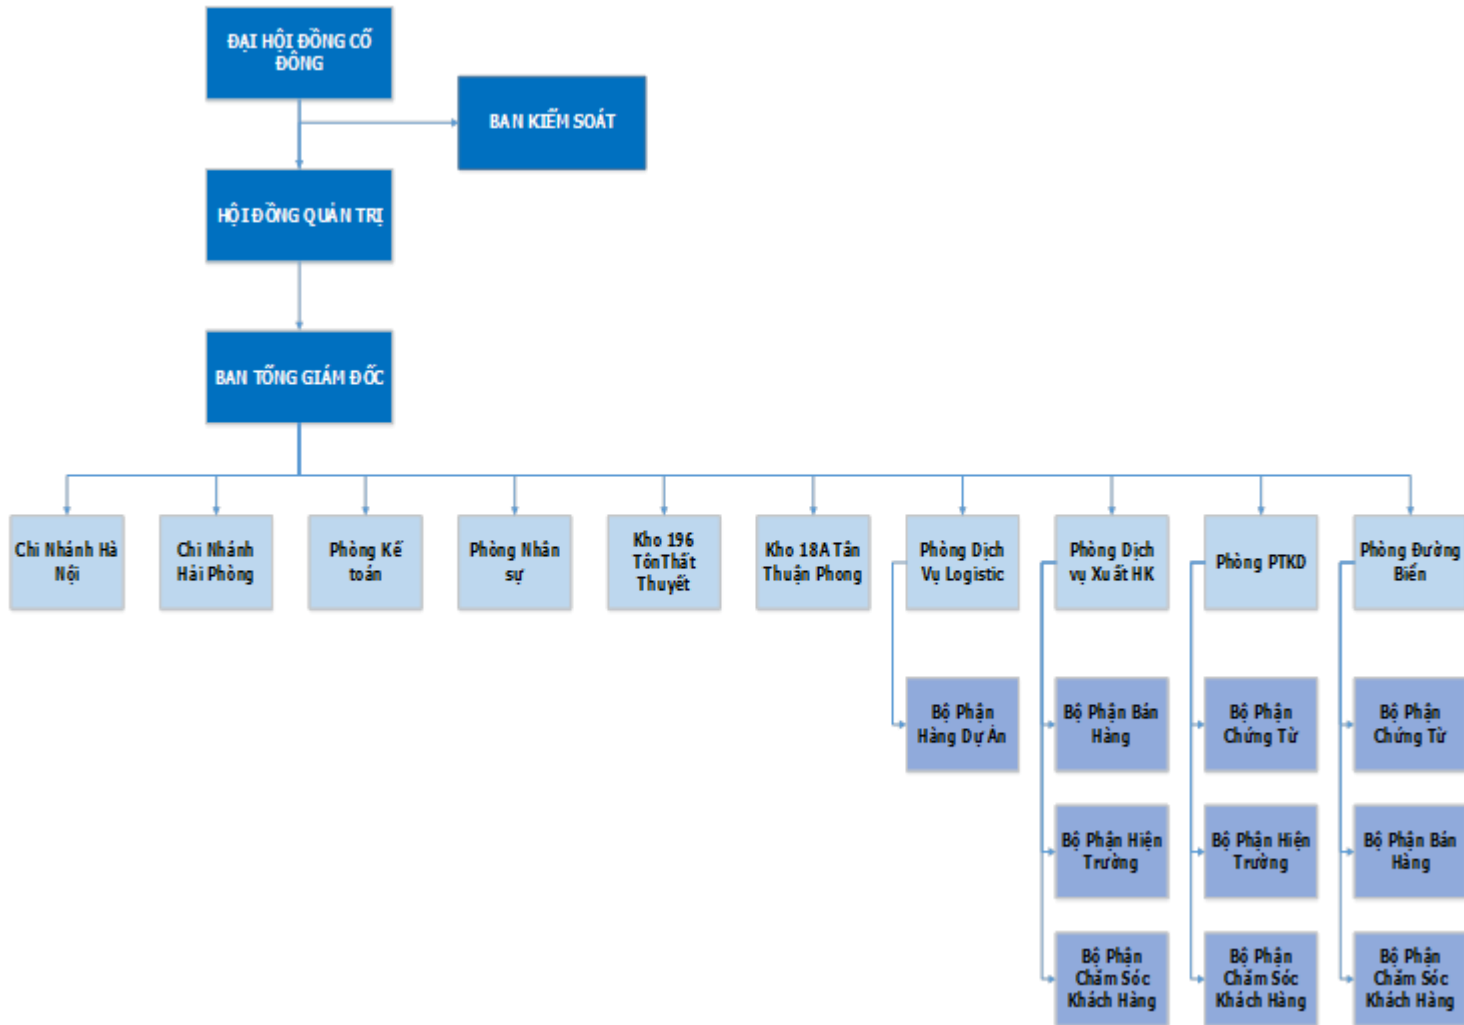 ĐẠI HỘI ĐỒNG CỔ
ĐÔNG
BAN KIỂM SOÁT
HỘI ĐỒNG QUẢN TRỊ
BAN TỔNG GIÁM ĐỐC
Chi Nhánh Hà
Nội
Chi Nhánh
Hải Phòng
Phòng Kế
toán
Phòng Nhân
sự
Kho 196
TônThất
Thuyết
Kho 18A Tân
Thuận Phong
Phòng Dịch
Vụ Logistic
Phòng Dịch
vụ Xuất HK
Phòng PTKD
Phòng Đường
Biển
Bộ Phận
Hàng Dự Án
Bộ Phận Bán
Hàng
Bộ Phận
Chứng Từ
Bộ Phận
Chứng Từ
Bộ Phận Hiện
Trường
Bộ Phận Hiện
Trường
Bộ Phận Bán
Hàng
Bộ Phận
Chăm Sóc
Khách Hàng
Bộ Phận
Chăm Sóc
Khách Hàng
Bộ Phận
Chăm Sóc
Khách Hàng